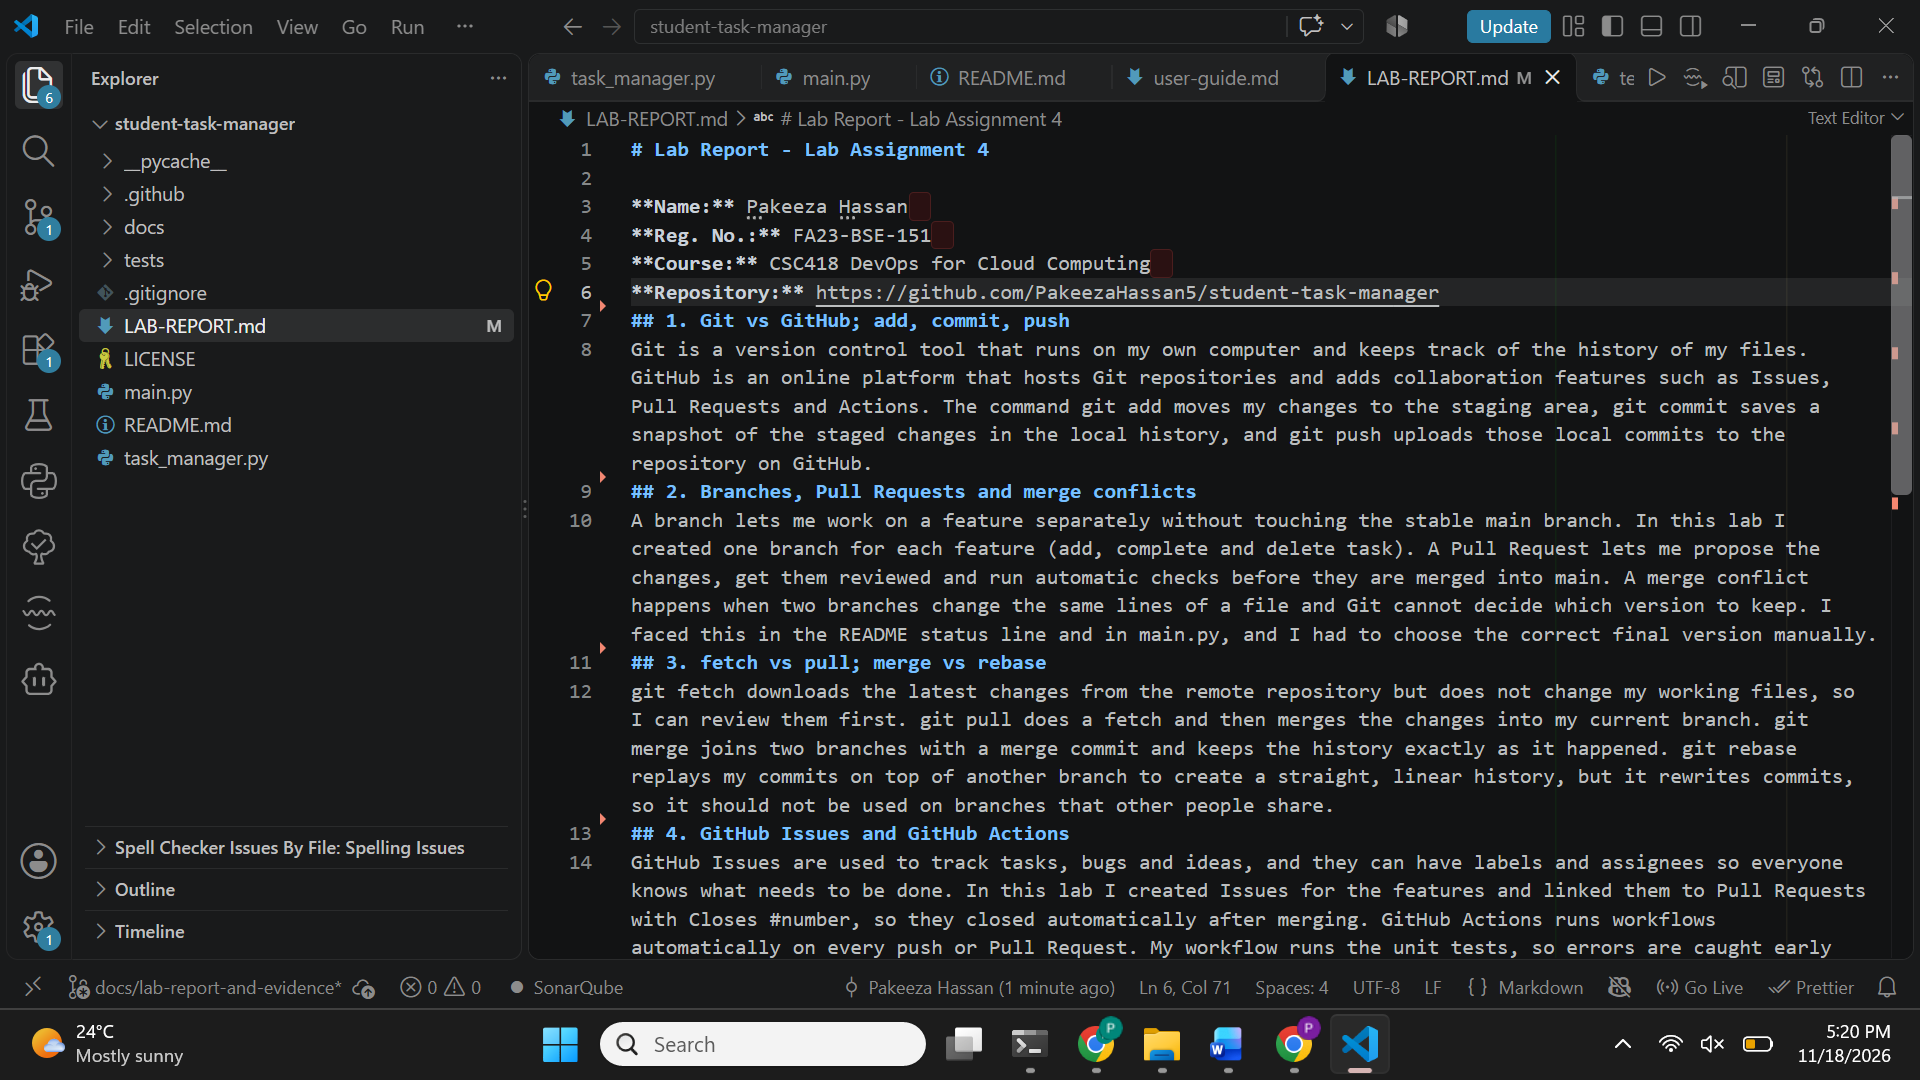 File Edit Selection View Go Run ···
student-task-manager
Update
Explorer
task_manager.py
main.py
README.md
user-guide.md
LAB-REPORT.md M
te
student-task-manager
__pycache__
.github
docs
tests
.gitignore
LAB-REPORT.md M
LICENSE
main.py
README.md
task_manager.py
Spell Checker Issues By File: Spelling Issues
Outline
Timeline
6
1
1
1
LAB-REPORT.md > abc # Lab Report - Lab Assignment 4
Text Editor
1 # Lab Report - Lab Assignment 4
2
3 **Name:** Pakeeza Hassan
4 **Reg. No.:** FA23-BSE-151
5 **Course:** CSC418 DevOps for Cloud Computing
6 **Repository:** https://github.com/PakeezaHassan5/student-task-manager
7 ## 1. Git vs GitHub; add, commit, push
8 Git is a version control tool that runs on my own computer and keeps track of the history of my files.
GitHub is an online platform that hosts Git repositories and adds collaboration features such as Issues,
Pull Requests and Actions. The command git add moves my changes to the staging area, git commit saves a
snapshot of the staged changes in the local history, and git push uploads those local commits to the
repository on GitHub.
9 ## 2. Branches, Pull Requests and merge conflicts
10 A branch lets me work on a feature separately without touching the stable main branch. In this lab I
created one branch for each feature (add, complete and delete task). A Pull Request lets me propose the
changes, get them reviewed and run automatic checks before they are merged into main. A merge conflict
happens when two branches change the same lines of a file and Git cannot decide which version to keep. I
faced this in the README status line and in main.py, and I had to choose the correct final version manually.
11 ## 3. fetch vs pull; merge vs rebase
12 git fetch downloads the latest changes from the remote repository but does not change my working files, so
I can review them first. git pull does a fetch and then merges the changes into my current branch. git
merge joins two branches with a merge commit and keeps the history exactly as it happened. git rebase
replays my commits on top of another branch to create a straight, linear history, but it rewrites commits,
so it should not be used on branches that other people share.
13 ## 4. GitHub Issues and GitHub Actions
14 GitHub Issues are used to track tasks, bugs and ideas, and they can have labels and assignees so everyone
knows what needs to be done. In this lab I created Issues for the features and linked them to Pull Requests
with Closes #number, so they closed automatically after merging. GitHub Actions runs workflows
automatically on every push or Pull Request. My workflow runs the unit tests, so errors are caught early
docs/lab-report-and-evidence* 0 0 SonarQube Pakeeza Hassan (1 minute ago) Ln 6, Col 71 Spaces: 4 UTF-8 LF { } Markdown Go Live Prettier
24°C
Mostly sunny
Search
P
W
P
5:20 PM
11/18/2026